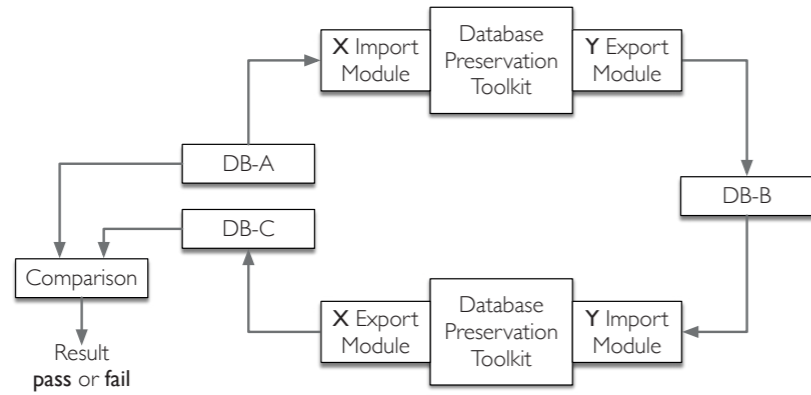 X Import
Module
Database
Preservation
Toolkit
Y Export
Module
DB-A
DB-B
DB-C
Comparison
Result
pass or fail
X Export
Module
Database
Preservation
Toolkit
Y Import
Module